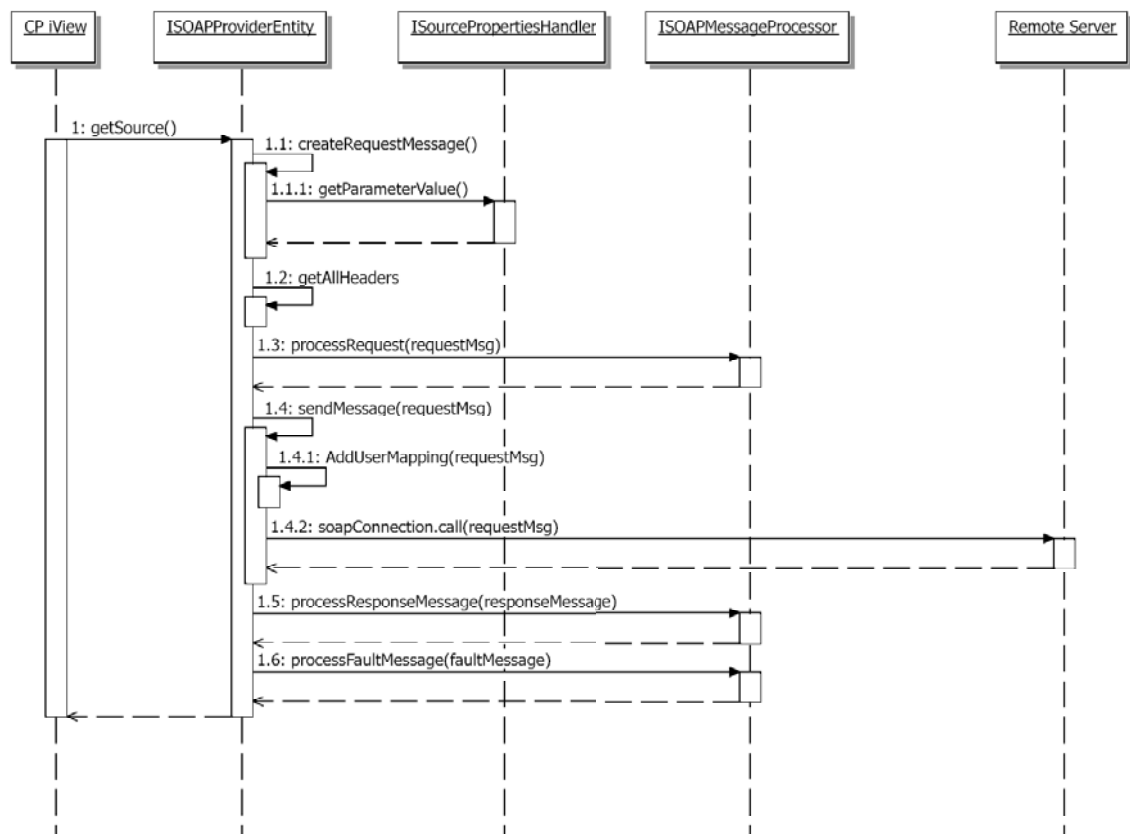 CP iView
ISOAPProviderEntity
ISourcePropertiesHandler
ISOAPMessageProcessor
Remote Server
1: getSource()
1.1: createRequestMessage()
1.1.1: getParameterValue()
1.2: getAllHeaders
1.3: processRequest(requestMsg)
1.4: sendMessage(requestMsg)
1.4.1: AddUserMapping(requestMsg)
1.4.2: soapConnection.call(requestMsg)
1.5: processResponseMessage(responseMessage)
1.6: processFaultMessage(faultMessage)